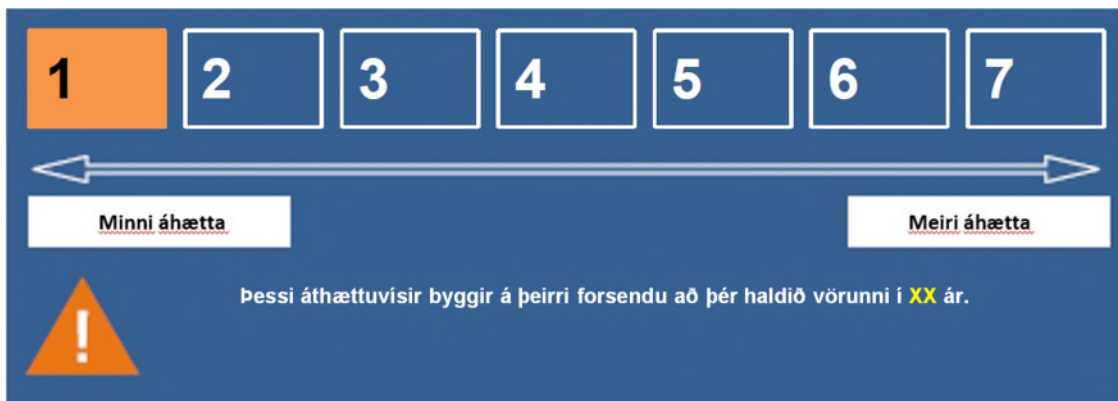 1 2 3 4 5 6 7
Minni áhætta Meiri áhætta
! Þessi áthættuvísir byggir á þeirri forsendu að þér haldið vörunni í XX ár.